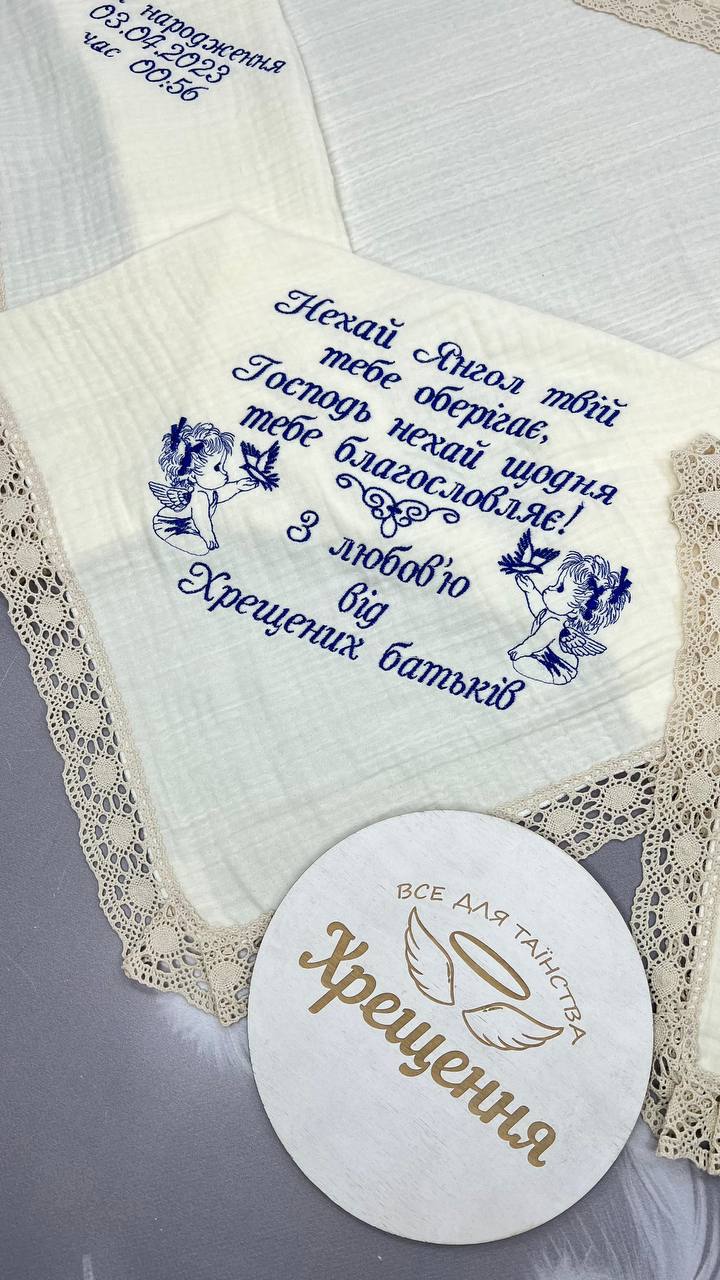 народження
03.04.2023
час 00:56
Нехай Янгол твій
тебе оберігає,
Господь нехай щодня
тебе благословляє!
З любов'ю
від
Хрещених батьків
ВСЕ ДЛЯ ТАЇНСТВА
Хрещення